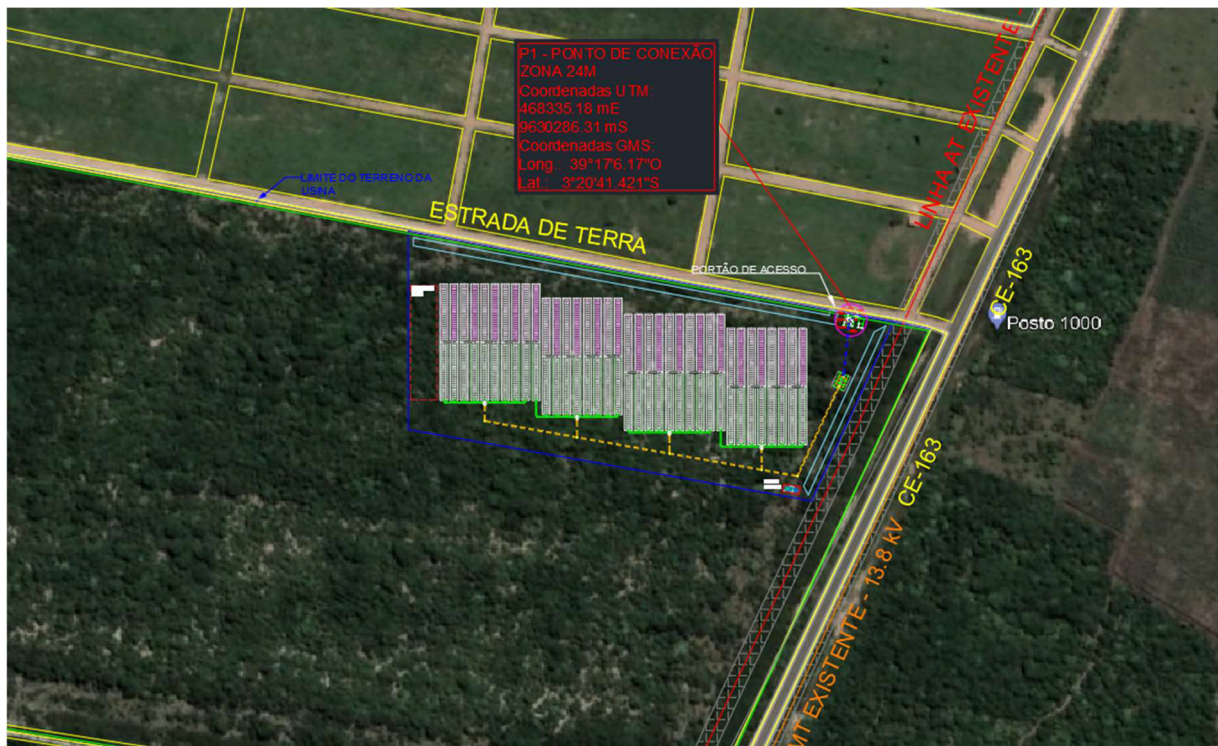 P1 - PONTO DE CONEXÃO
ZONA 24M
Coordenadas UTM:
468335.18 mE
9630286.31 mS
Coordenadas GMS:
Long.: 39°17'6.17"O
Lat.: 3°20'41.421"S
LINHA AT EXISTENTE -
LIMITE DO TERRENO DA
USINA
ESTRADA DE TERRA
PORTÃO DE ACESSO
CE-163
Posto 1000
CE-163
MT EXISTENTE - 13.8 kV